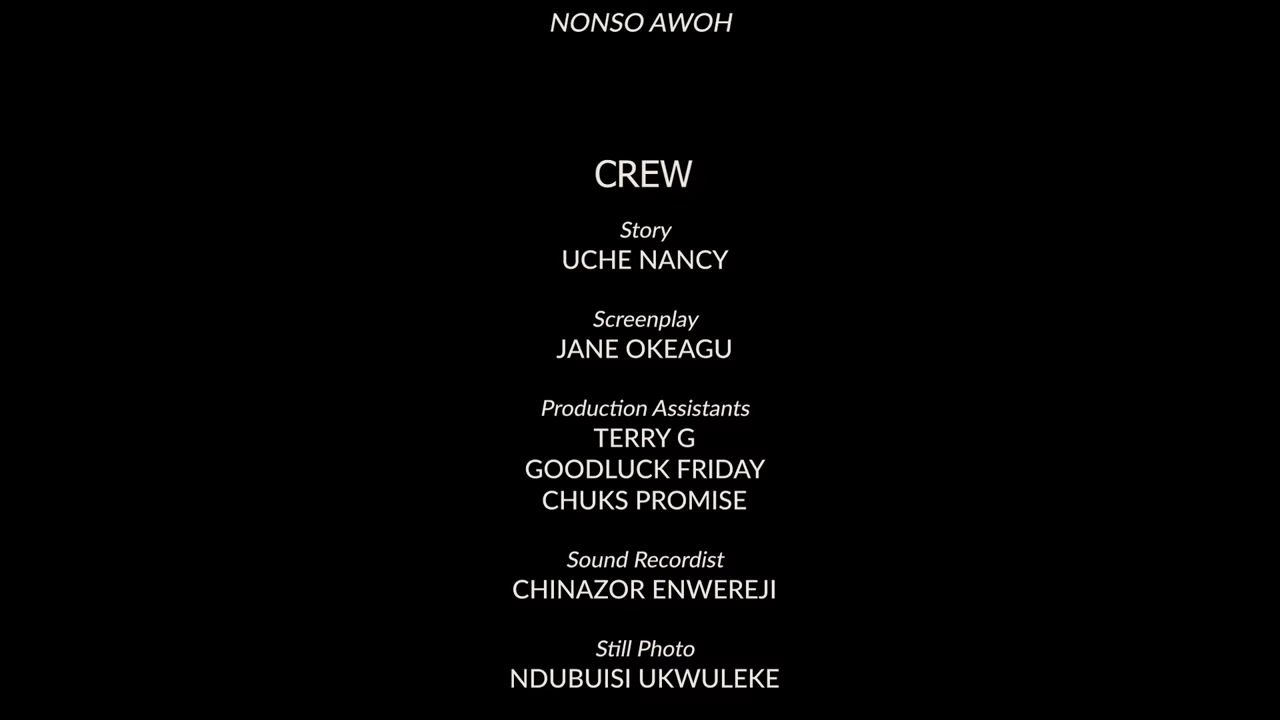 NONSO AWOH
CREW
Story
UCHE NANCY
Screenplay
JANE OKEAGU
Production Assistants
TERRY G
GOODLUCK FRIDAY
CHUKS PROMISE
Sound Recordist
CHINAZOR ENWEREJI
Still Photo
NDUBUISI UKWULEKE